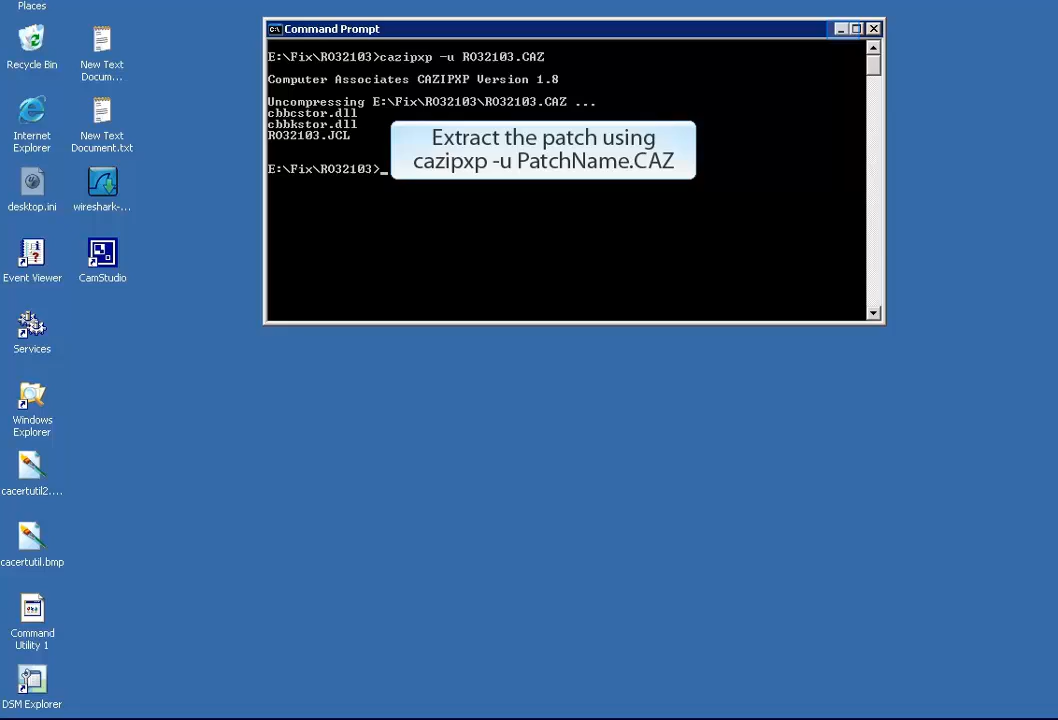 Places
Recycle Bin
New Text
Docum...
Internet
Explorer
New Text
Document.txt
desktop.ini
wireshark-...
Event Viewer
CamStudio
Services
Windows
Explorer
cacertutil2....
cacertutil.bmp
Command
Utility 1
DSM Explorer
Command Prompt
E:\Fix\RO32103>cazipxp -u RO32103.CAZ
Computer Associates CAZIPXP Version 1.8
Uncompressing E:\Fix\RO32103\RO32103.CAZ ...
cbbcstor.dll
cbbkstor.dll
RO32103.JCL
E:\Fix\RO32103>_
Extract the patch using
cazipxp -u PatchName.CAZ